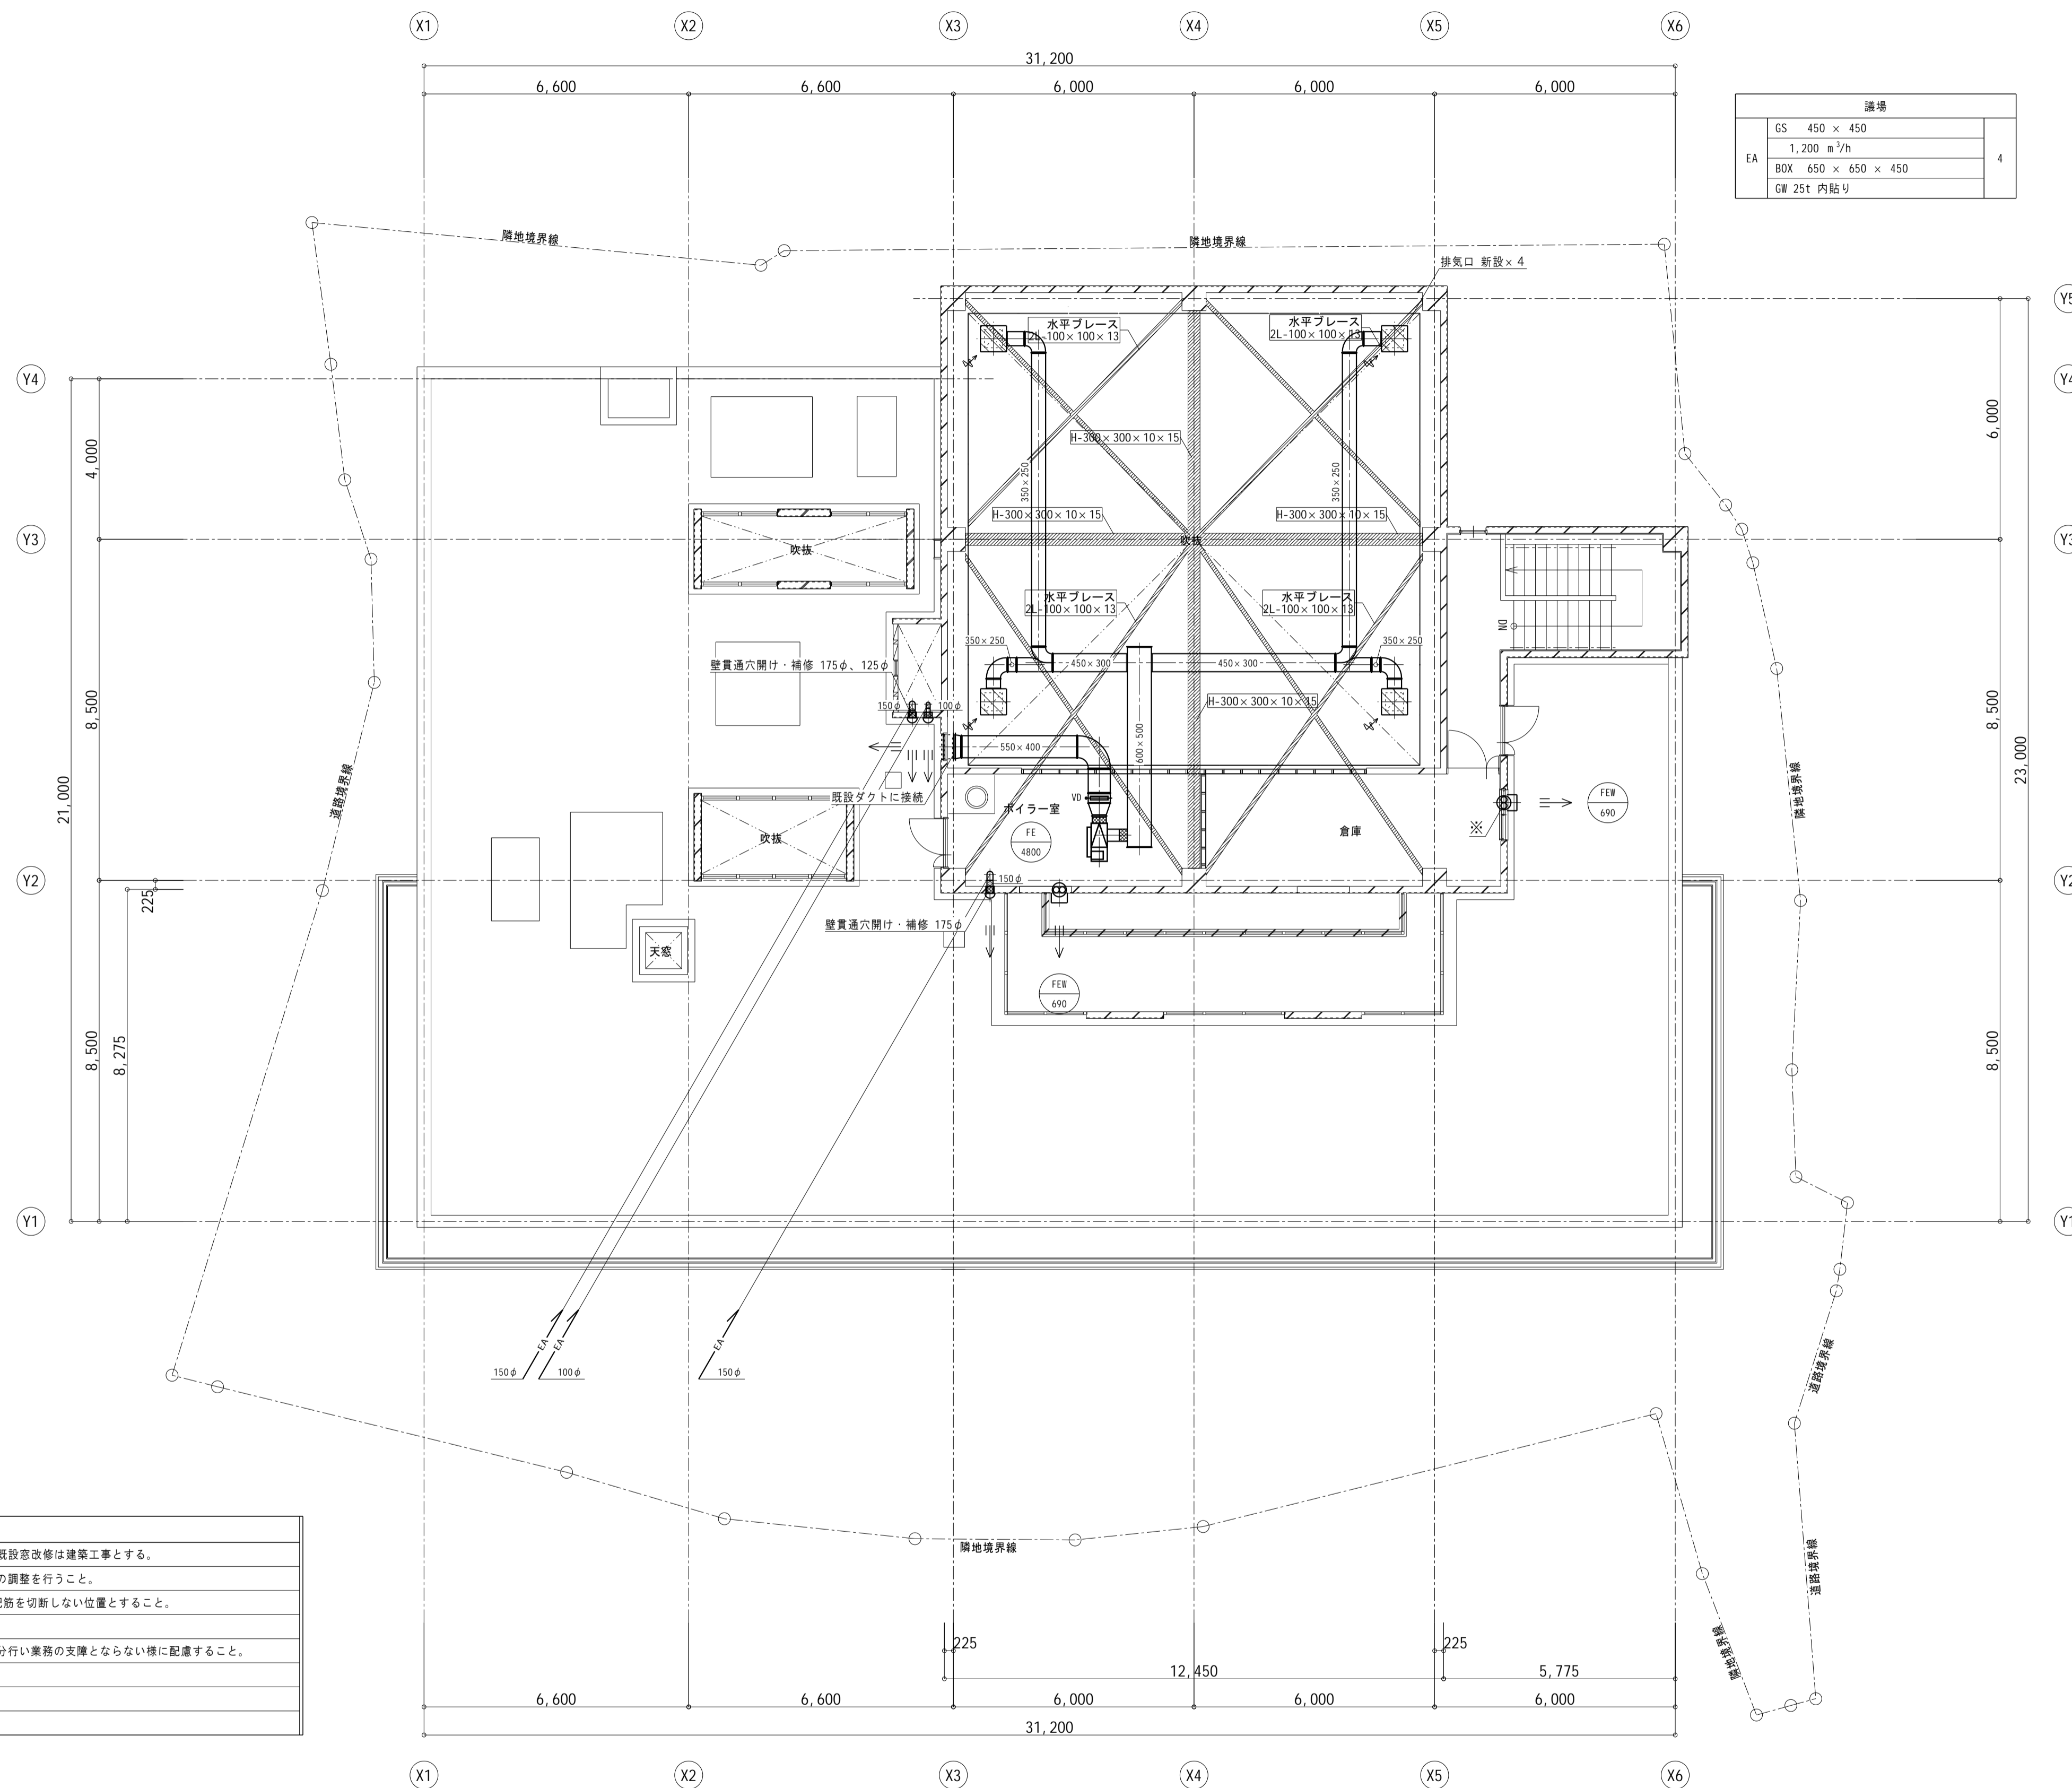 X1
X2
X3
X4
X5
X6
31,200
6,600
6,600
6,000
6,000
6,000
議場
EA
GS 450 × 450
1,200 m³/h
BOX 650 × 650 × 450
GW 25t 内貼り
4
隣地境界線
隣地境界線
排気口 新設×4
Y5
水平ブレース
2L-100×100×13
水平ブレース
2L-100×100×13
Y4
Y4
4,000
6,000
H-300×300×10×15
350×250
350×250
H-300×300×10×15
H-300×300×10×15
Y3
Y3
吹抜
吹抜
水平ブレース
2L-100×100×13
水平ブレース
2L-100×100×13
DN
350×250
350×250
450×300
450×300
壁貫通穴開け・補修 175φ、125φ
150φ
100φ
H-300×300×10×15
8,500
8,500
21,000
23,000
道路境界線
隣地境界線
550×400
600×500
既設ダクトに接続
VD
ボイラー室
FE
4800
倉庫
※
FEW
690
吹抜
Y2
Y2
225
150φ
壁貫通穴開け・補修 175φ
天窓
FEW
690
8,500
8,275
8,500
Y1
Y1
EA
EA
EA
150φ
100φ
150φ
道路境界線
隣地境界線
道路境界線
隣地境界線
既設窓改修は建築工事とする。
の調整を行うこと。
配筋を切断しない位置とすること。
分行い業務の支障とならない様に配慮すること。
225
225
12,450
5,775
6,600
6,600
6,000
6,000
6,000
31,200
X1
X2
X3
X4
X5
X6